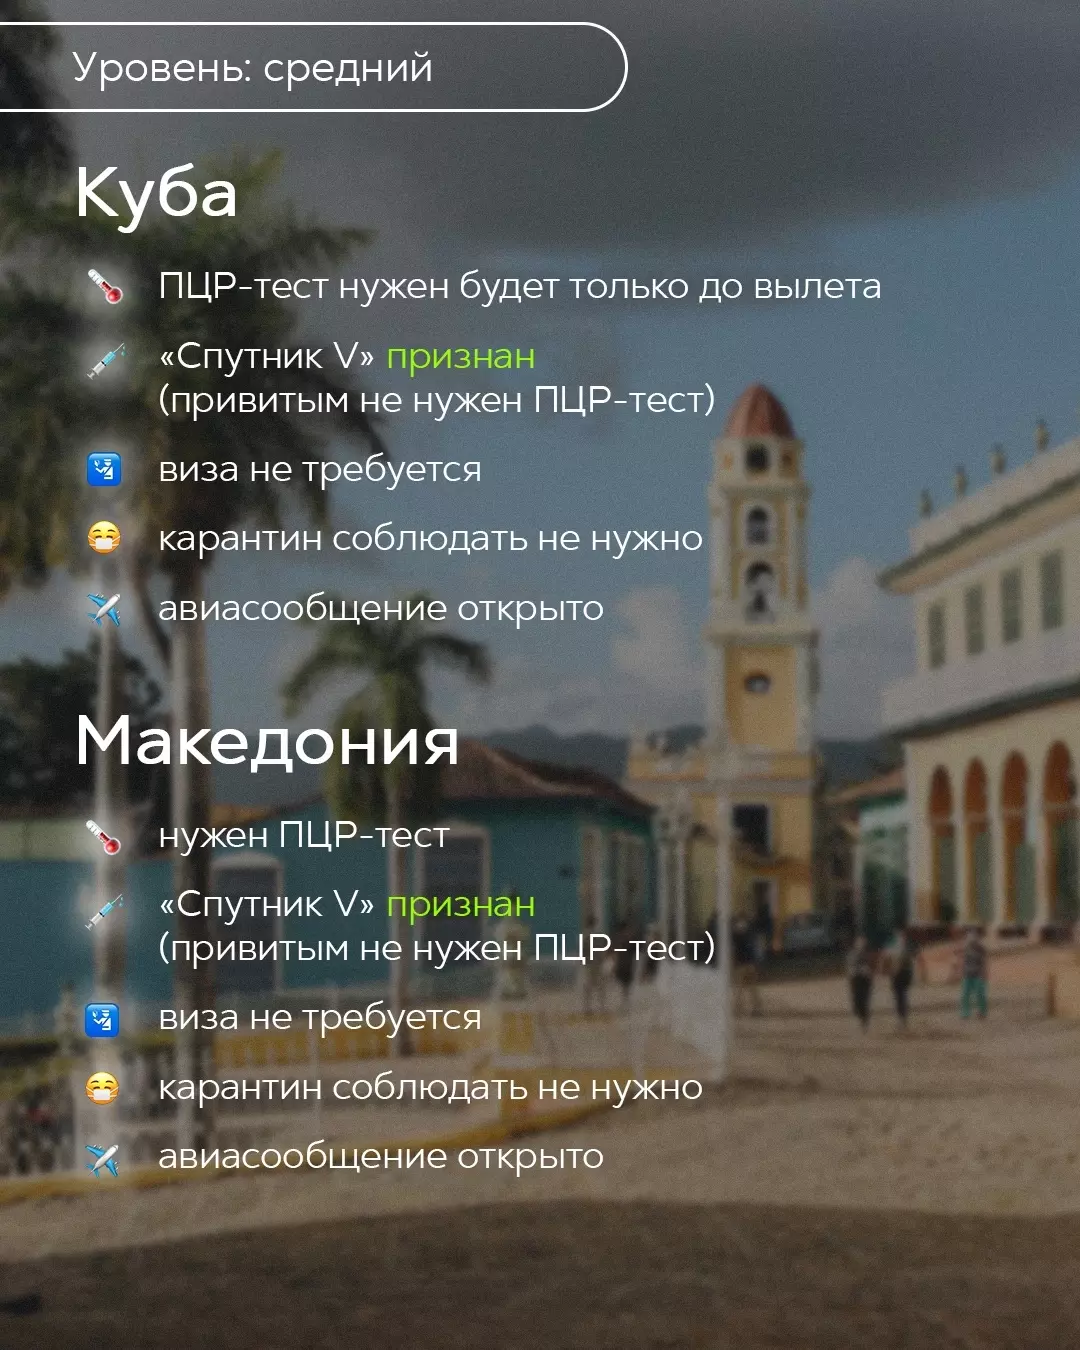 Уровень: средний
Куба
ПЦР-тест нужен будет только до вылета
«Спутник V» признан
(привитым не нужен ПЦР-тест)
виза не требуется
карантин соблюдать не нужно
авиасообщение открыто
Македония
нужен ПЦР-тест
«Спутник V» признан
(привитым не нужен ПЦР-тест)
виза не требуется
карантин соблюдать не нужно
авиасообщение открыто